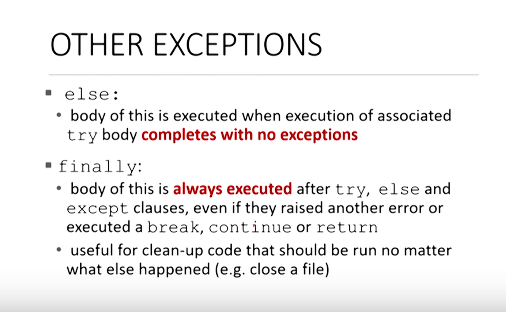 OTHER EXCEPTIONS
▪ else:
• body of this is executed when execution of associated
try body completes with no exceptions
▪ finally:
• body of this is always executed after try, else and
except clauses, even if they raised another error or
executed a break, continue or return
• useful for clean-up code that should be run no matter
what else happened (e.g. close a file)